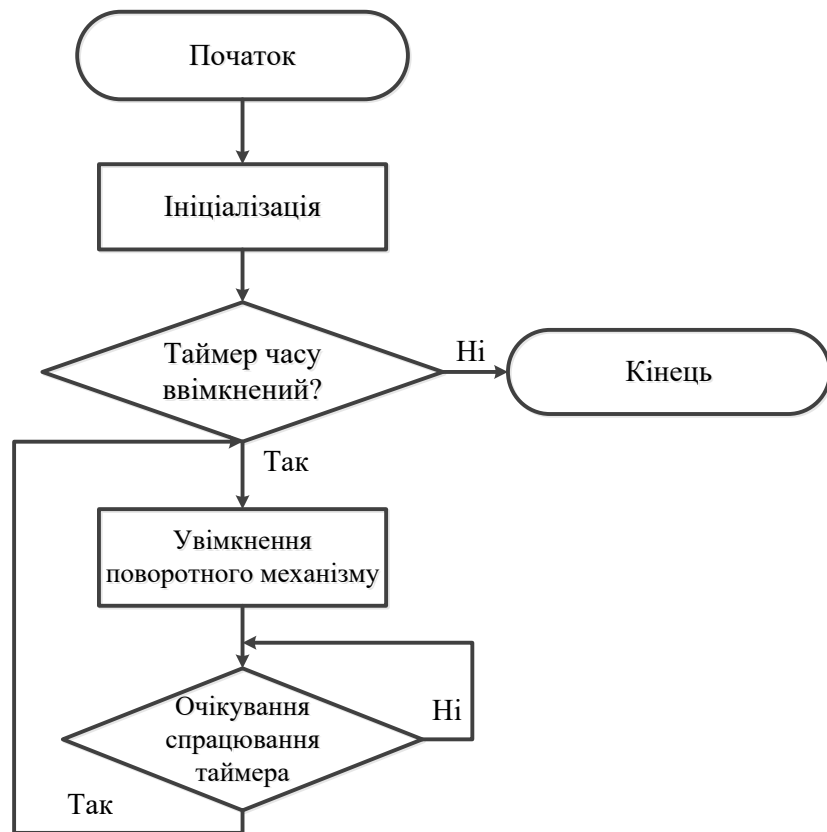 Початок
Ініціалізація
Таймер часу
ввімкнений?
Ні
Кінець
Так
Увімкнення
поворотного механізму
Очікування
спрацювання
таймера
Ні
Так